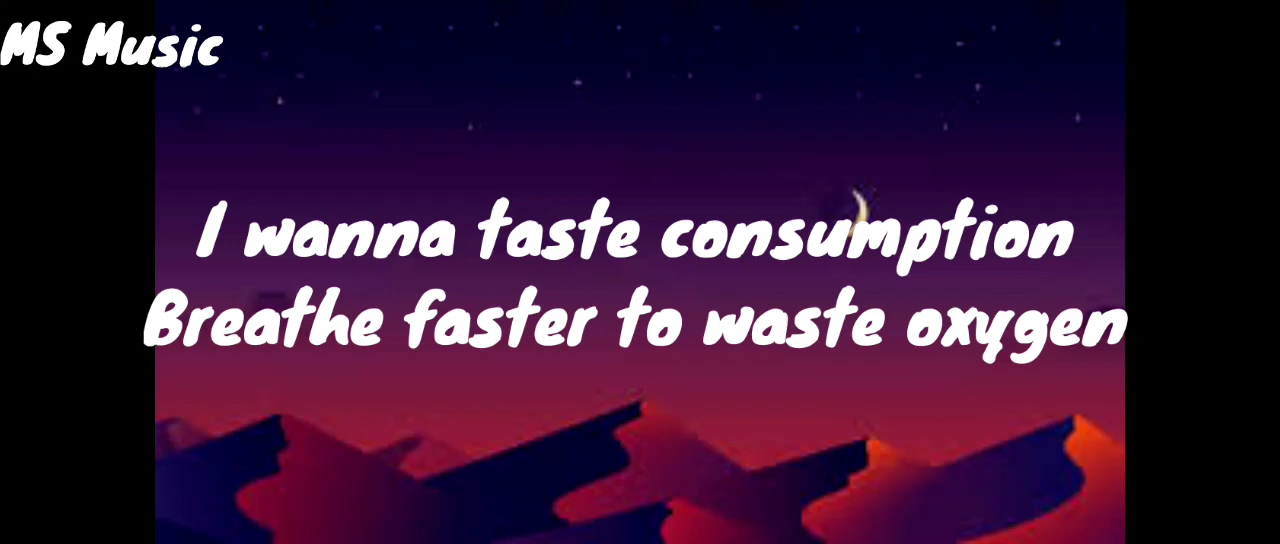 MS Music
I wanna taste consumption
Breathe faster to waste oxygen